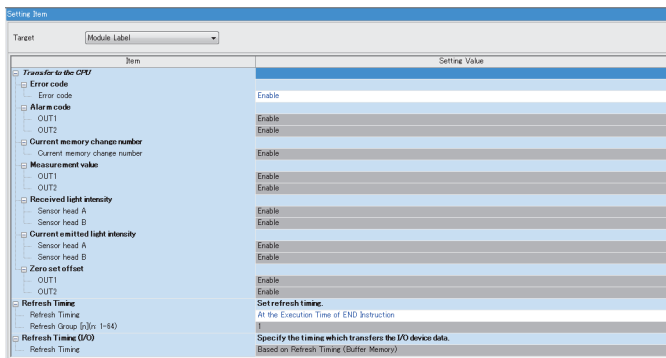 Setting Item
Target Module Label
Item Setting Value
Transfer to the CPU
Error code
Error code Enable
Alarm code
OUT1 Enable
OUT2 Enable
Current memory change number
Current memory change number Enable
Measurement value
OUT1 Enable
OUT2 Enable
Received light intensity
Sensor head A Enable
Sensor head B Enable
Current emitted light intensity
Sensor head A Enable
Sensor head B Enable
Zero set offset
OUT1 Enable
OUT2 Enable
Refresh Timing Set refresh timing.
Refresh Timing At the Execution Time of END Instruction
Refresh Group [n](n: 1-64) 1
Refresh Timing (I/O) Specify the timing which transfers the I/O device data.
Refresh Timing Based on Refresh Timing (Buffer Memory)